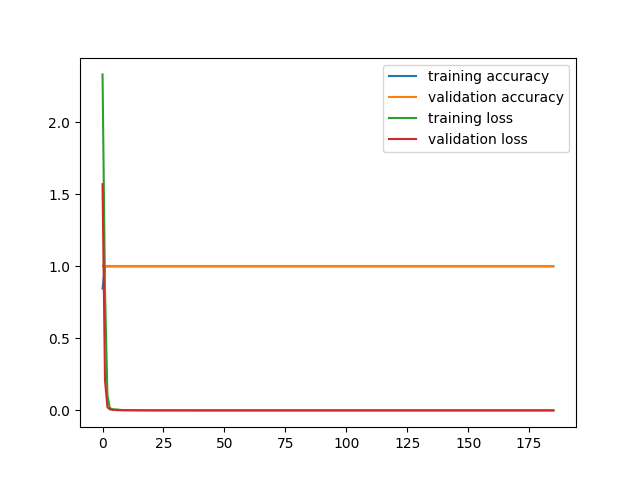 training accuracy
validation accuracy
training loss
validation loss
2.0
1.5
1.0
0.5
0.0
0 25 50 75 100 125 150 175